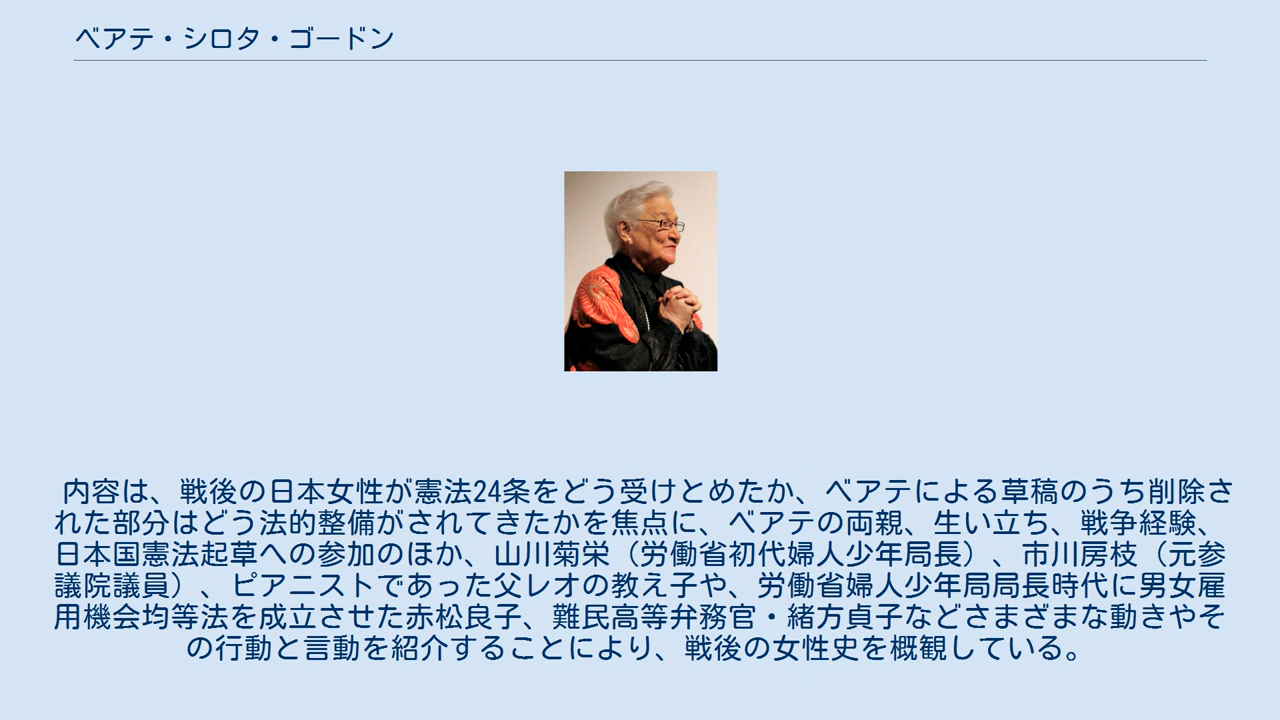 ベアテ・シロタ・ゴードン
内容は、戦後の日本女性が憲法24条をどう受けとめたか、ベアテによる草稿のうち削除さ
れた部分はどう法的整備がされてきたかを焦点に、ベアテの両親、生い立ち、戦争経験、
日本国憲法起草への参加のほか、山川菊栄（労働省初代婦人少年局長）、市川房枝（元参
議院議員）、ピアニストであった父レオの教え子や、労働省婦人少年局局長時代に男女雇
用機会均等法を成立させた赤松良子、難民高等弁務官・緒方貞子などさまざまな動きやそ
の行動と言動を紹介することにより、戦後の女性史を概観している。